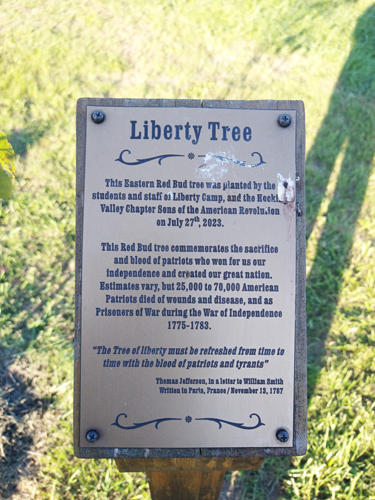 Liberty Tree
This Eastern Red Bud tree was planted by the
students and staff of Liberty Camp, and the
Valley Chapter Sons of the American Revolution
on July 27th, 2023.
This Red Bud tree commemorates the sacrifice
and blood of patriots who won for us our
independence and created our great nation.
Estimates vary, but 25,000 to 70,000 American
Patriots died of wounds and disease, and as
Prisoners of War during the War of Independence
1775-1783.
"The Tree of liberty must be refreshed from time to
time with the blood of patriots and tyrants"
Thomas Jefferson, in a letter to William Smith
Written in Paris, France / November 13, 1787